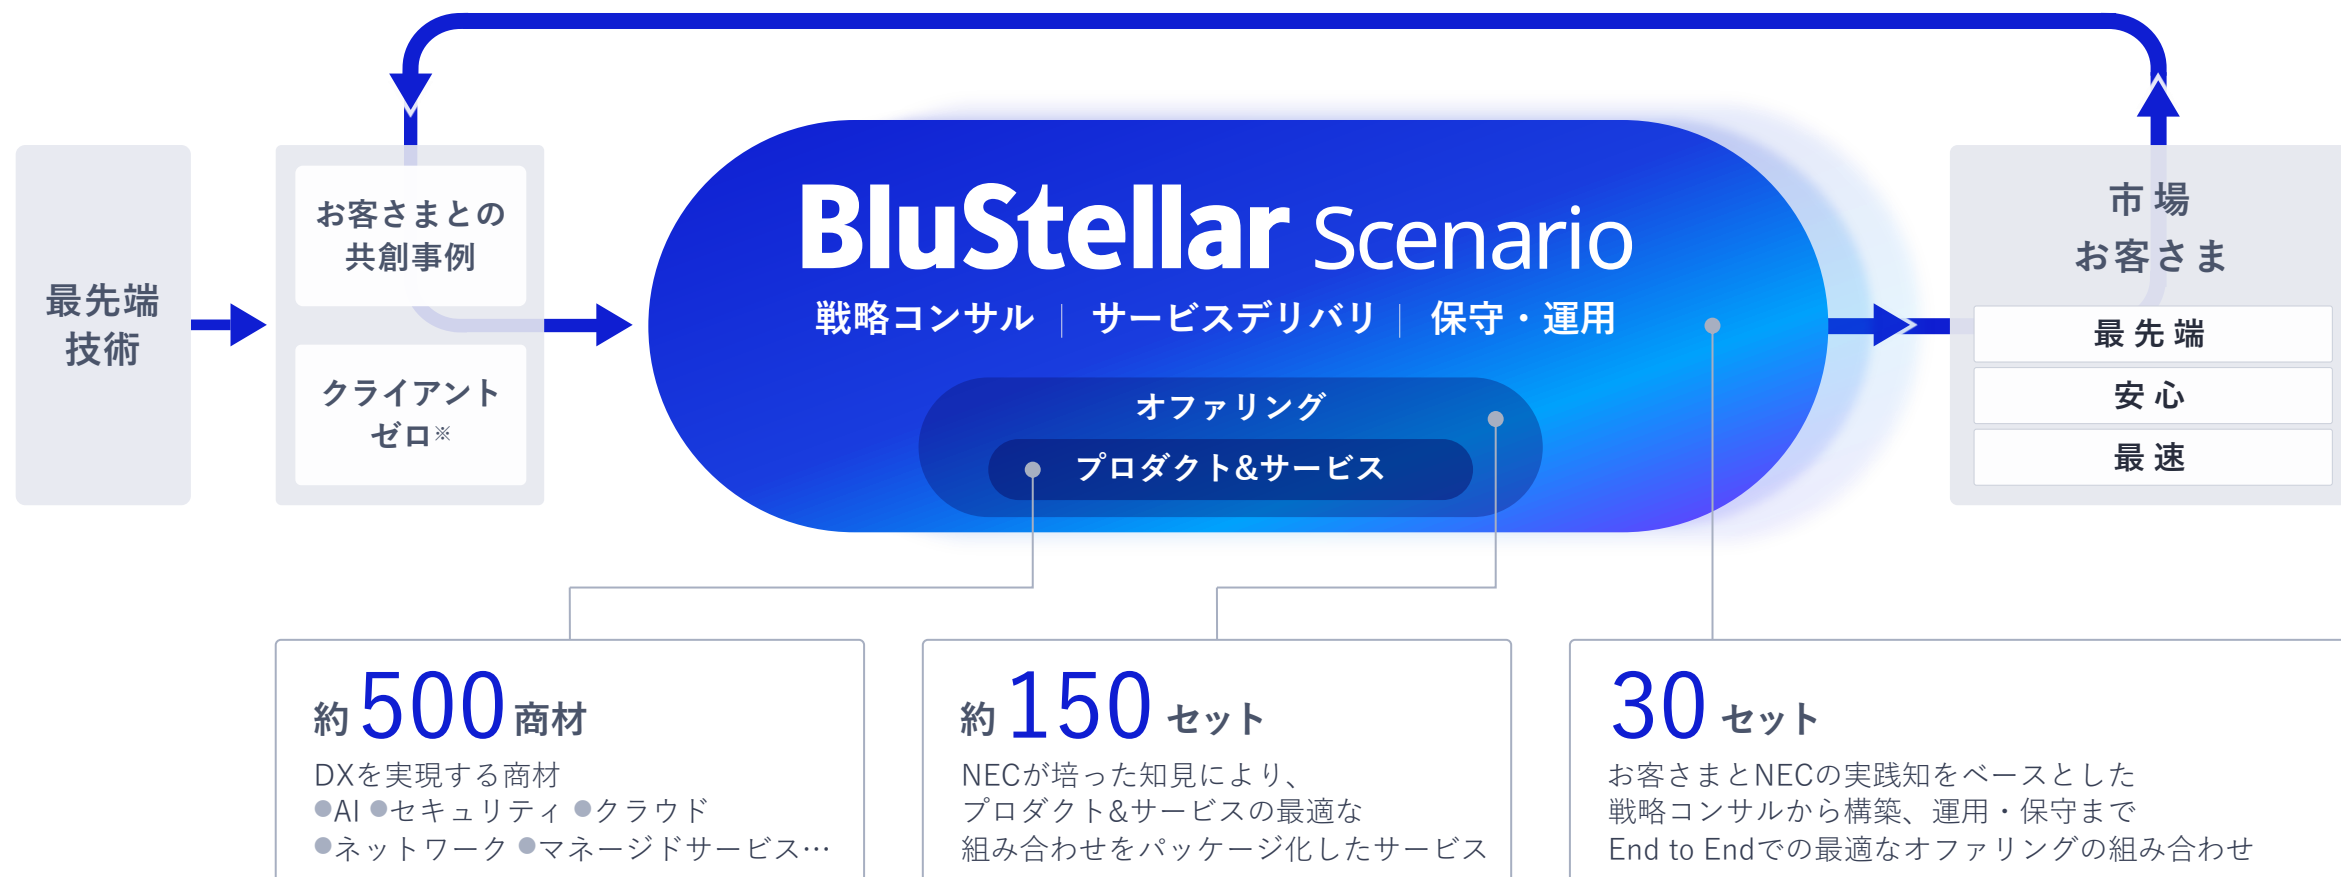 最先端
技術
お客さまとの
共創事例
クライアント
ゼロ※
BluStellar Scenario
戦略コンサル | サービスデリバリ | 保守・運用
オファリング
プロダクト&サービス
市場
お客さま
最先端
安心
最速
約500商材
DXを実現する商材
●AI ●セキュリティ ●クラウド
●ネットワーク ●マネージドサービス…
約150セット
NECが培った知見により、
プロダクト&サービスの最適な
組み合わせをパッケージ化したサービス
30セット
お客さまとNECの実践知をベースとした
戦略コンサルから構築、運用・保守まで
End to Endでの最適なオファリングの組み合わせ